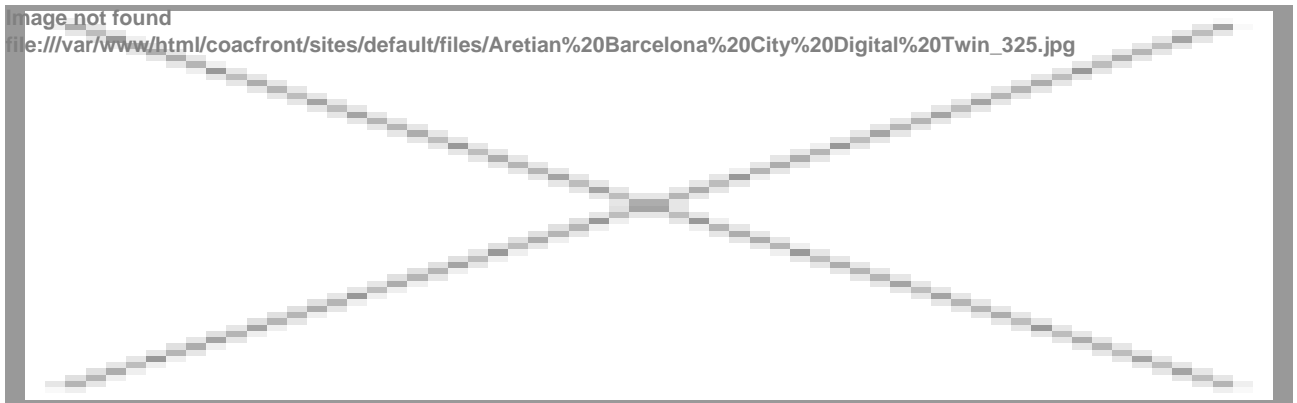 Image not found
file:///var/www/html/coacfront/sites/default/files/Aretian%20Barcelona%20City%20Digital%20Twin_325.jpg